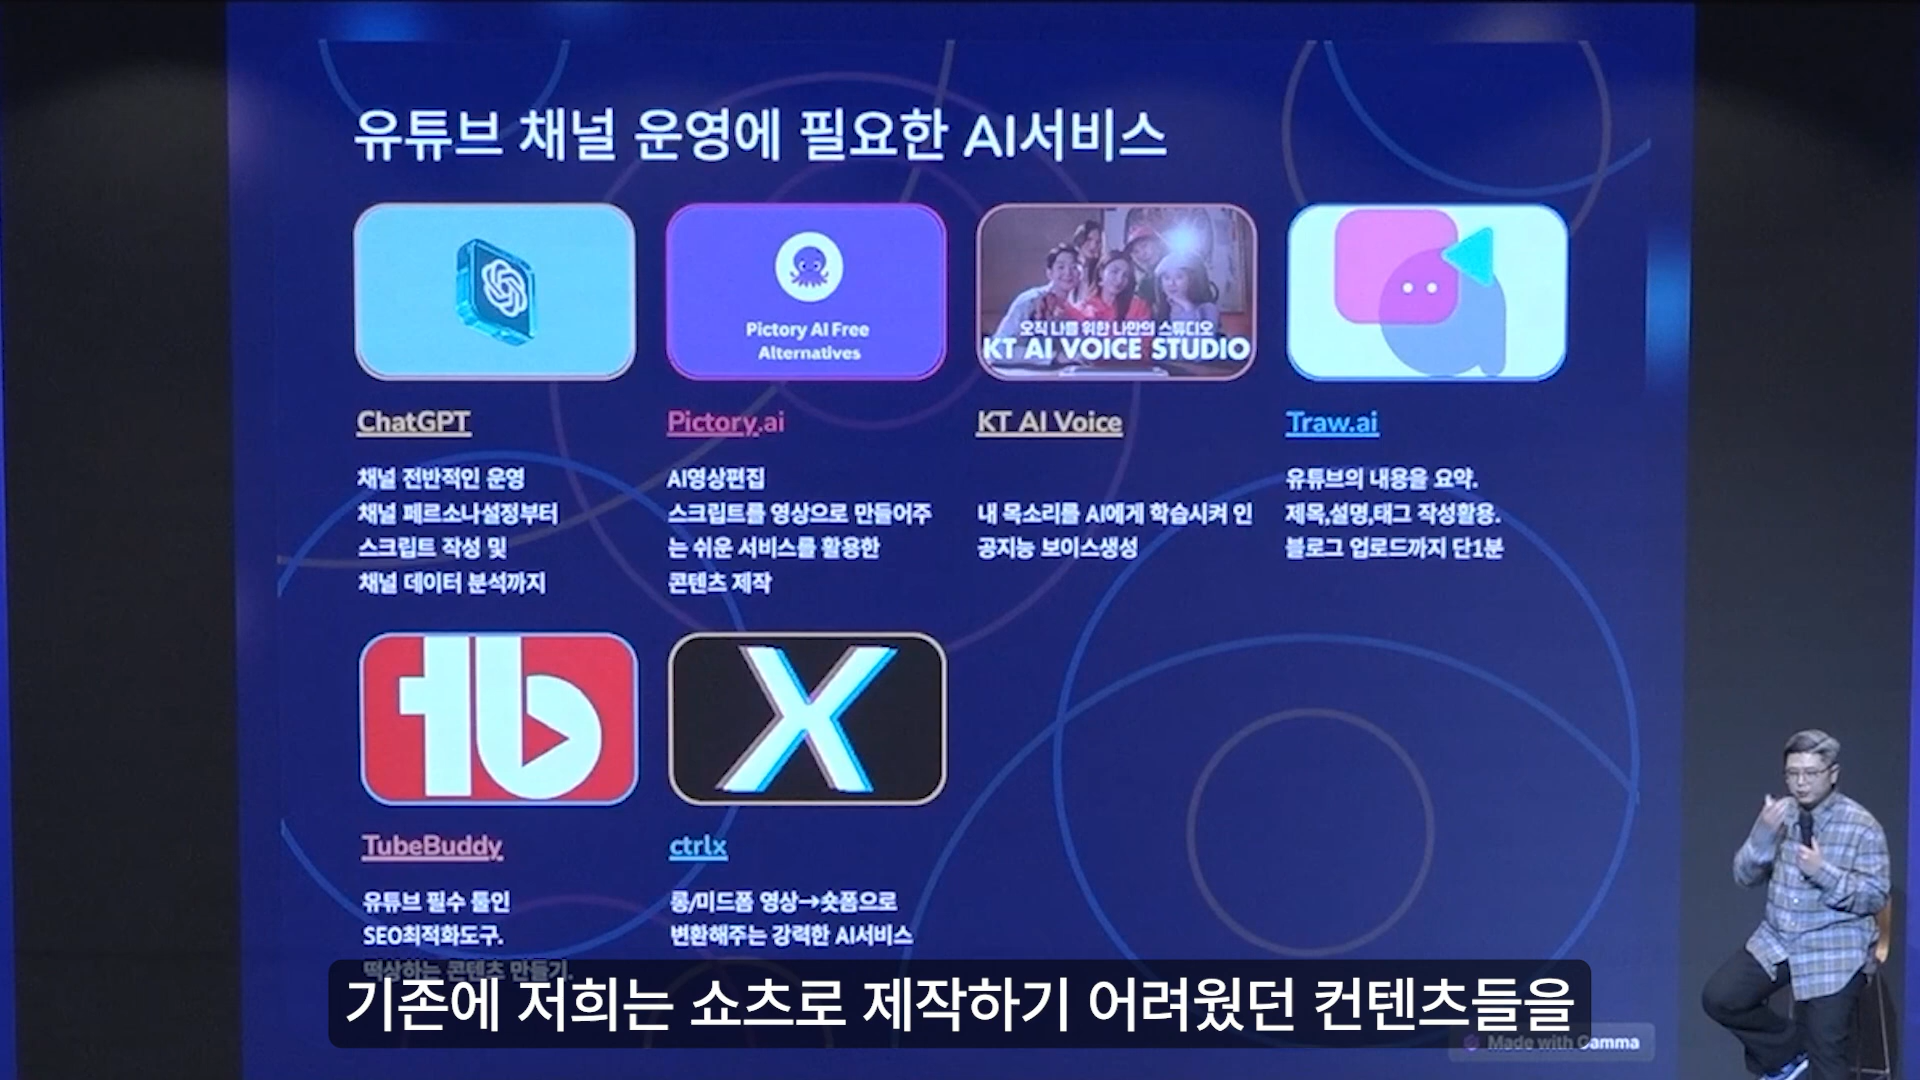 유튜브 채널 운영에 필요한 AI서비스
Pictory AI Free
Alternatives
오직 나를 위한 나만의 스튜디오
KT AI VOICE STUDIO
ChatGPT
채널 전반적인 운영
채널 페르소나설정부터
스크립트 작성 및
채널 데이터 분석까지
Pictory.ai
AI영상편집
스크립트를 영상으로 만들어주
는 쉬운 서비스를 활용한
콘텐츠 제작
KT AI Voice
내 목소리를 AI에게 학습시켜 인
공지능 보이스생성
Traw.ai
유튜브의 내용을 요약.
제목,설명,태그 작성활용.
블로그 업로드까지 단1분
tb
X
TubeBuddy
유튜브 필수 툴인
SEO최적화도구.
떡상하는 콘텐츠 만들기.
ctrlx
롱/미드폼 영상→숏폼으로
변환해주는 강력한 AI서비스
기존에 저희는 쇼츠로 제작하기 어려웠던 컨텐츠들을
Made with Gamma